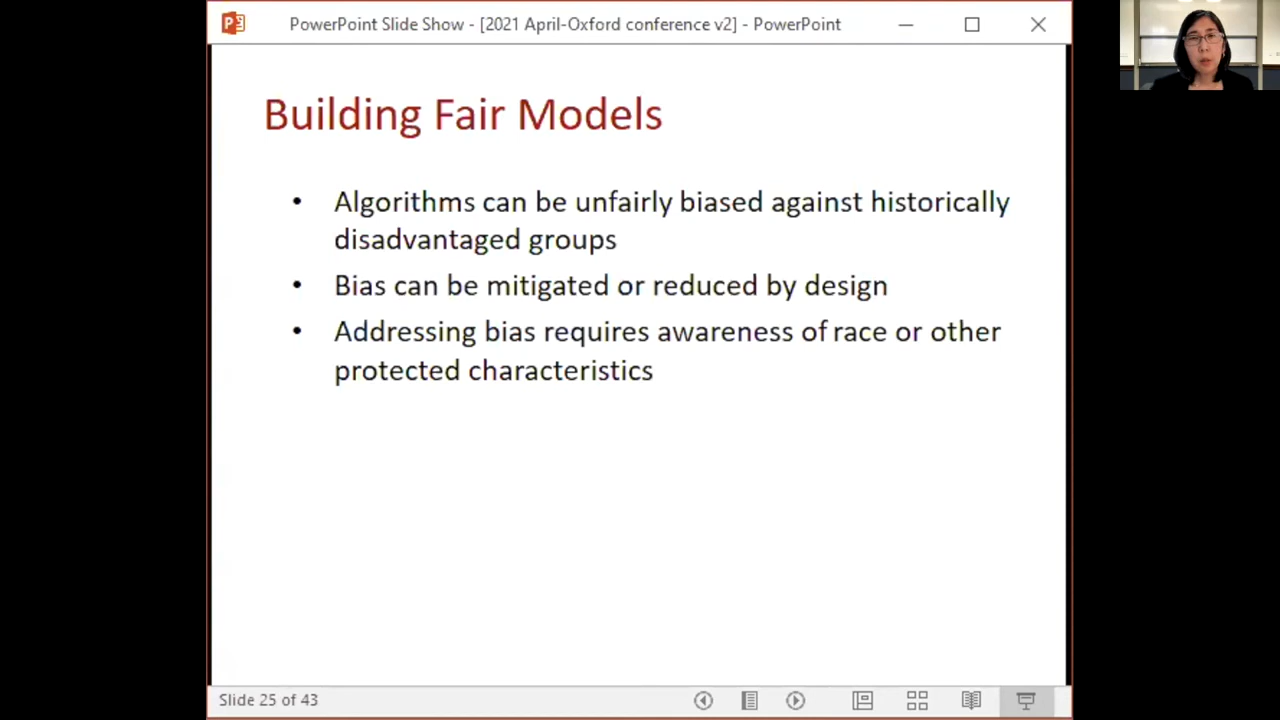 PowerPoint Slide Show - [2021 April-Oxford conference v2] - PowerPoint
Building Fair Models
• Algorithms can be unfairly biased against historically
disadvantaged groups
• Bias can be mitigated or reduced by design
• Addressing bias requires awareness of race or other
protected characteristics
Slide 25 of 43